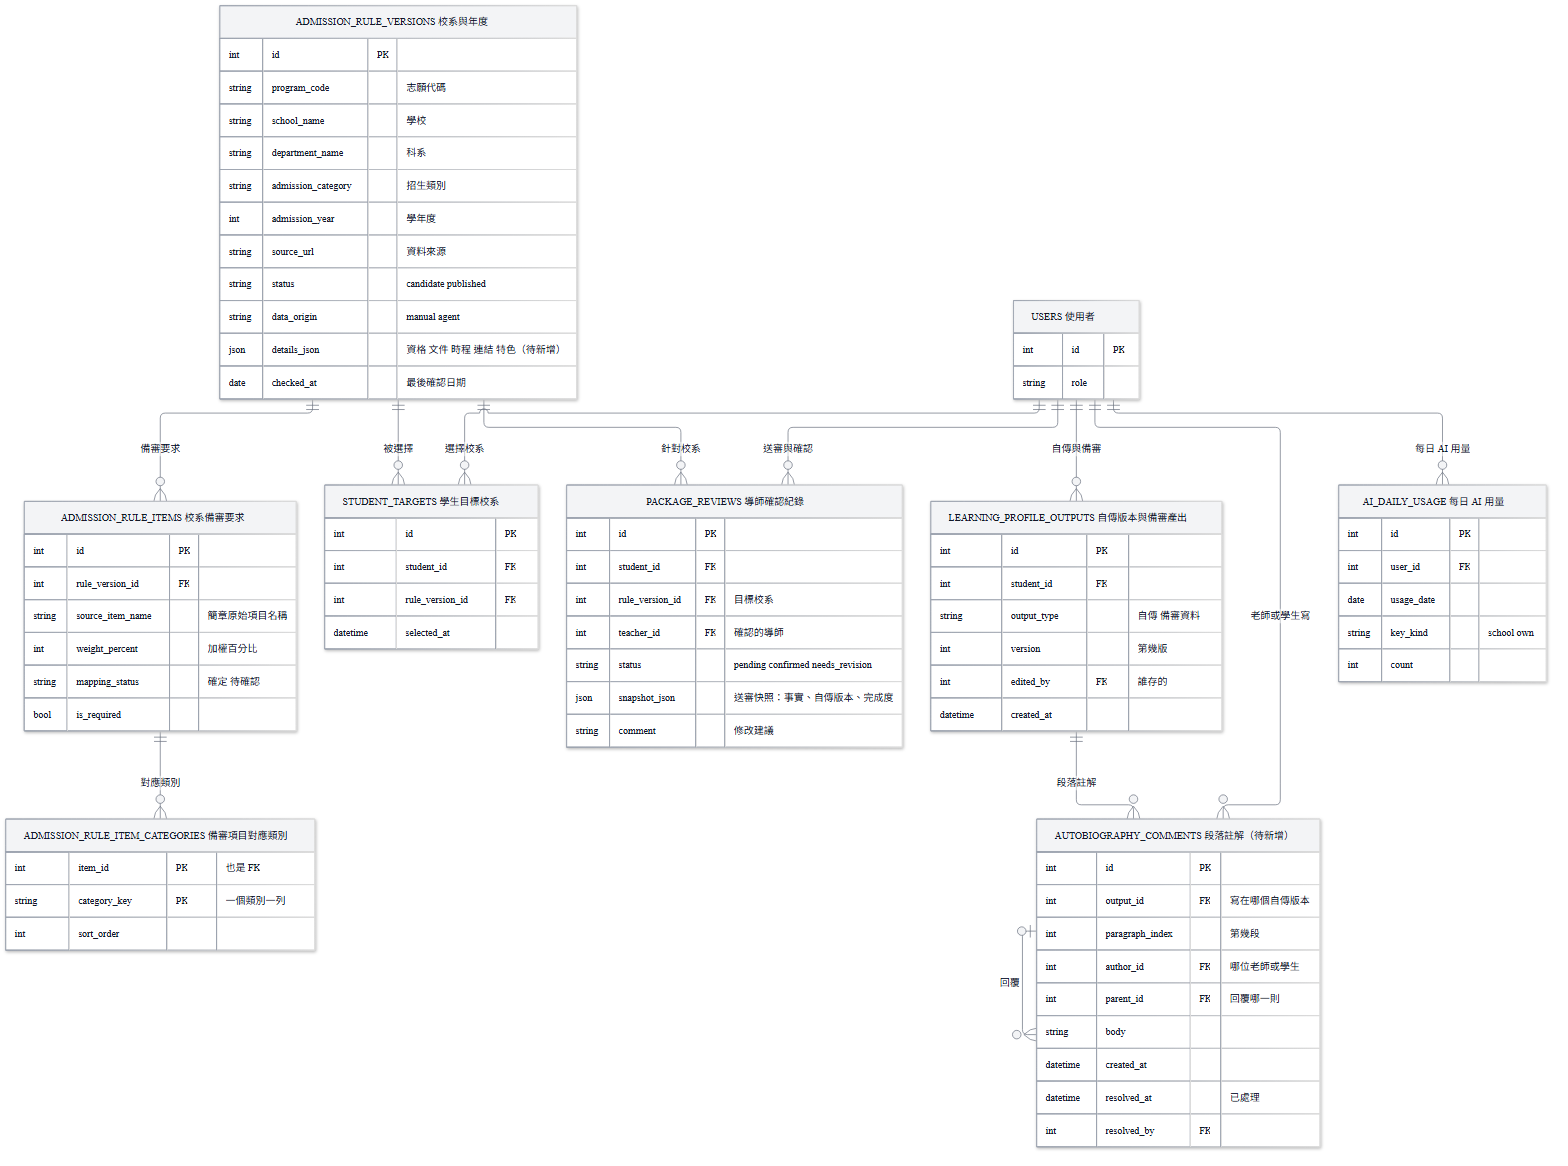 ADMISSION_RULE_VERSIONS 校系與年度
int id PK
string program_code 志願代碼
string school_name 學校
string department_name 科系
string admission_category 招生類別
int admission_year 學年度
string source_url 資料來源
string status candidate published
string data_origin manual agent
json details_json 資格 文件 時程 連結 特色（待新增）
date checked_at 最後確認日期
USERS 使用者
int id PK
string role
備審要求
被選擇
選擇校系
針對校系
送審與確認
自傳與備審
每日 AI 用量
ADMISSION_RULE_ITEMS 校系備審要求
int id PK
int rule_version_id FK
string source_item_name 簡章原始項目名稱
int weight_percent 加權百分比
string mapping_status 確定 待確認
bool is_required
STUDENT_TARGETS 學生目標校系
int id PK
int student_id FK
int rule_version_id FK
datetime selected_at
PACKAGE_REVIEWS 導師確認紀錄
int id PK
int student_id FK
int rule_version_id FK 目標校系
int teacher_id FK 確認的導師
string status pending confirmed needs_revision
json snapshot_json 送審快照：事實、自傳版本、完成度
string comment 修改建議
LEARNING_PROFILE_OUTPUTS 自傳版本與備審產出
int id PK
int student_id FK
string output_type 自傳 備審資料
int version 第幾版
int edited_by FK 誰存的
datetime created_at
老師或學生寫
AI_DAILY_USAGE 每日 AI 用量
int id PK
int user_id FK
date usage_date
string key_kind school own
int count
對應類別
段落註解
ADMISSION_RULE_ITEM_CATEGORIES 備審項目對應類別
int item_id PK 也是 FK
string category_key PK 一個類別一列
int sort_order
AUTOBIOGRAPHY_COMMENTS 段落註解（待新增）
int id PK
int output_id FK 寫在哪個自傳版本
int paragraph_index 第幾段
int author_id FK 哪位老師或學生
int parent_id FK 回覆哪一則
string body
datetime created_at
datetime resolved_at 已處理
int resolved_by FK
回覆